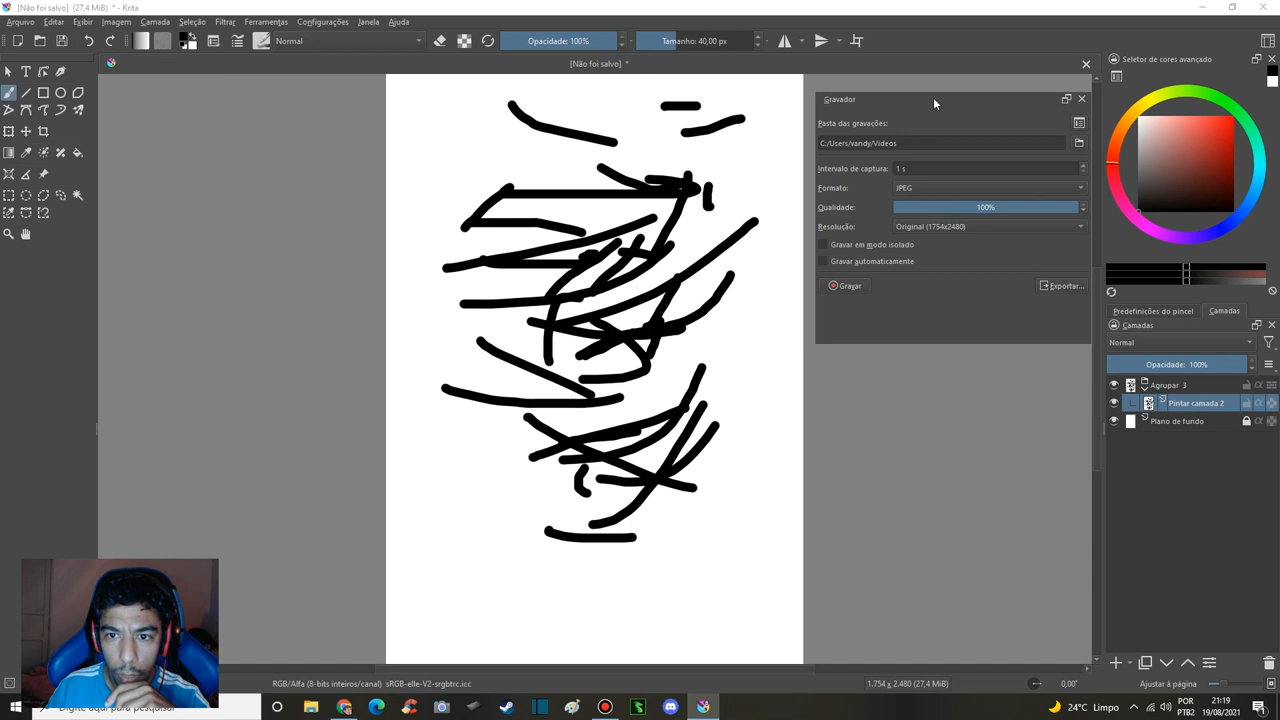 [Não foi salvo] (27,4 MiB) * - Krita
Arquivo Editar Exibir Imagem Camada Seleção Filtrar Ferramentas Configurações Janela Ajuda
Normal Opacidade: 100% Tamanho: 40,00 px
[Não foi salvo] *
Seletor de cores avançado
Gravador
Pasta das gravações:
C:/Users/vandy/Videos
Intervalo de captura: 1 s
Formato: JPEG
Qualidade: 100%
Resolução: Original (1754x2480)
Gravar em modo isolado
Gravar automaticamente
Gravar Exportar...
Predefinições do pincel Camadas
Camadas
Normal
Opacidade: 100%
Agrupar 3
Pintar camada 2
Plano de fundo
RGB/Alfa (8-bits inteiros/canal) sRGB-elle-V2-srgbtrc.icc 1.754 x 2.480 (27,4 MiB) 0,00° Ajustar à página
Digite aqui para pesquisar
24°C Limpo POR 21:19
PTB2 19/08/2021